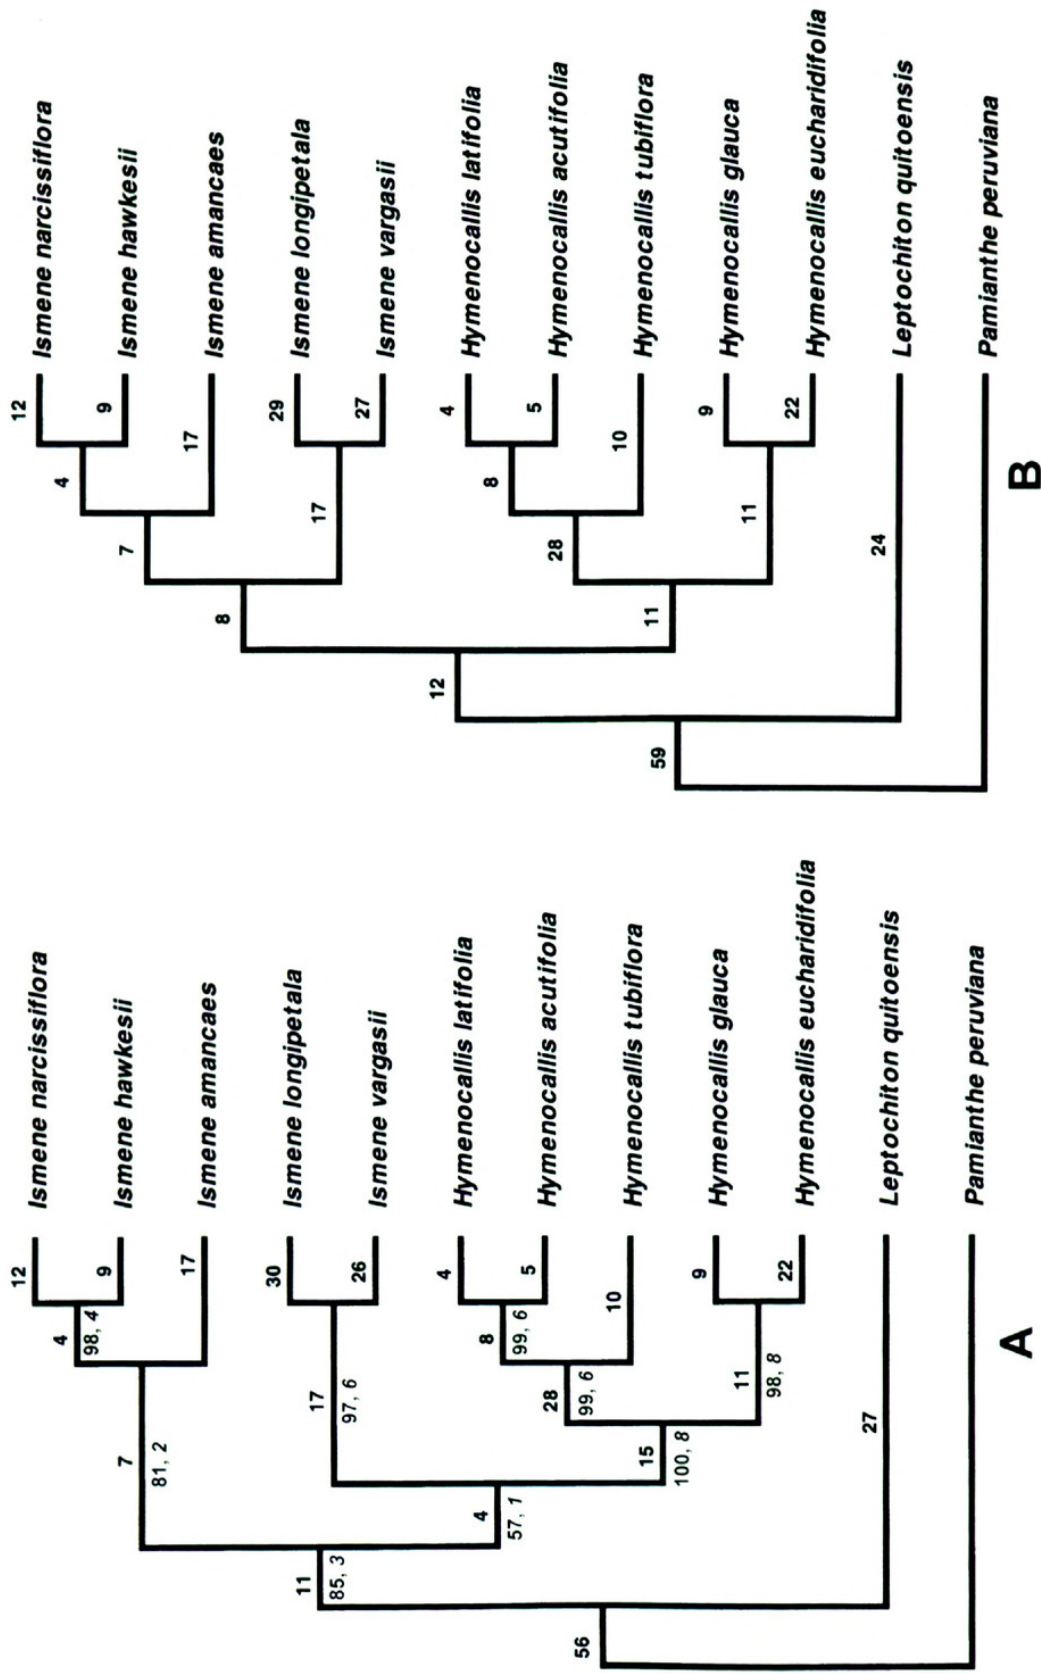 12
Ismene narcissiflora
4
98, 4
9
Ismene hawkesii
7
81, 2
17
Ismene amancaes
11
85, 3
30
Ismene longipetala
17
97, 6
26
Ismene vargasii
4
57, 1
4
Hymenocallis latifolia
8
99, 6
5
Hymenocallis acutifolia
28
99, 6
10
Hymenocallis tubiflora
15
100, 8
9
Hymenocallis glauca
11
98, 8
22
Hymenocallis eucharidifolia
56
27
Leptochiton quitoensis
Pamianthe peruviana
A
12
Ismene narcissiflora
4
9
Ismene hawkesii
7
17
Ismene amancaes
8
29
Ismene longipetala
17
27
Ismene vargasii
12
4
Hymenocallis latifolia
8
5
Hymenocallis acutifolia
28
10
Hymenocallis tubiflora
11
9
Hymenocallis glauca
11
22
Hymenocallis eucharidifolia
59
24
Leptochiton quitoensis
Pamianthe peruviana
B